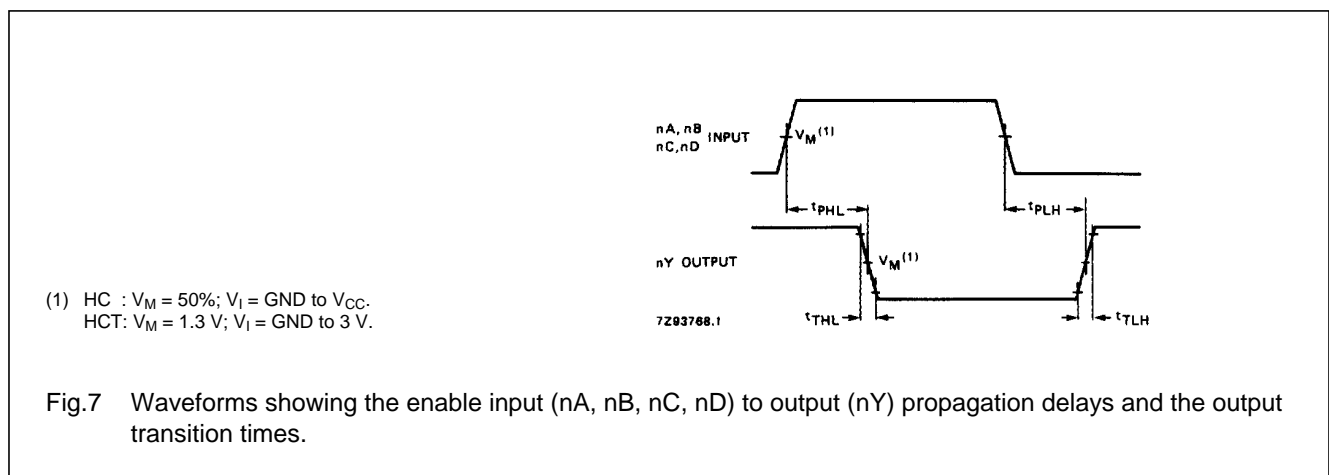 nA, nB
nC,nD INPUT
V_M(1)
t_PHL
t_PLH
nY OUTPUT
V_M(1)
t_THL
t_TLH
7Z93768.1
(1) HC : V_M = 50%; V_I = GND to V_CC.
HCT: V_M = 1.3 V; V_I = GND to 3 V.
Fig.7 Waveforms showing the enable input (nA, nB, nC, nD) to output (nY) propagation delays and the output
transition times.